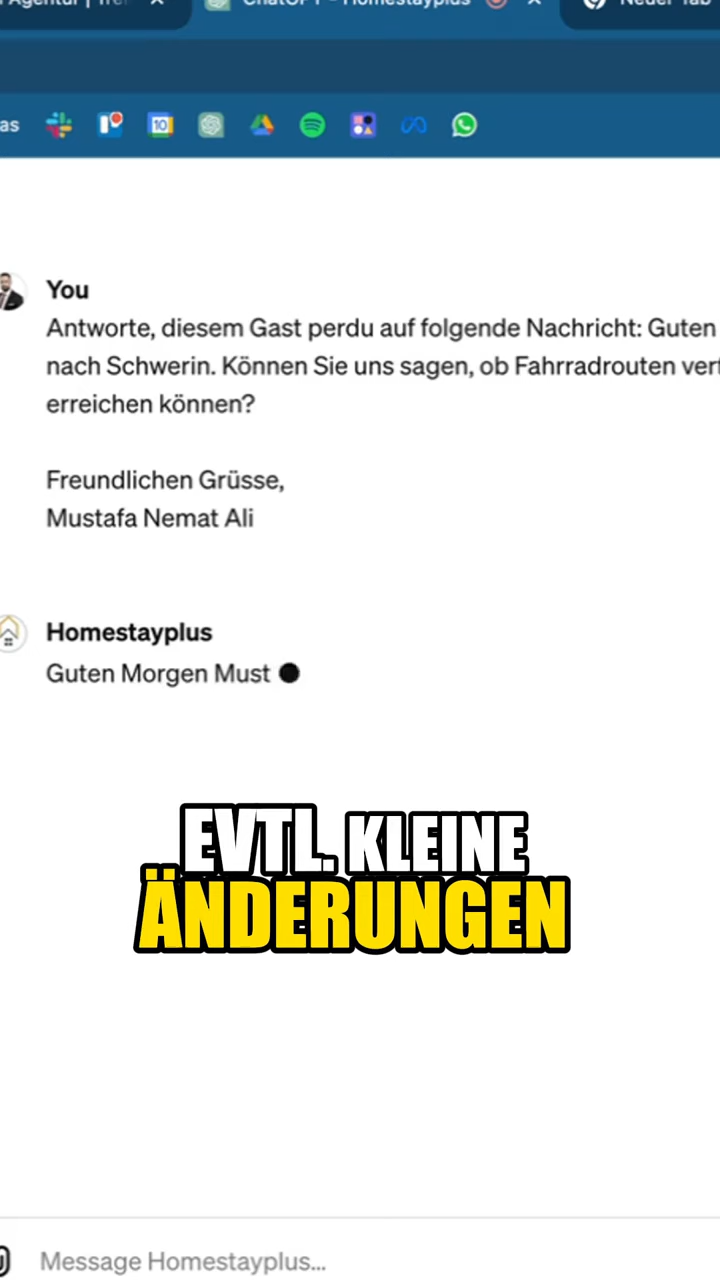 Agentur | Tre
ChatGPT - Homestayplus
Neuer Tab
as
10
You
Antworte, diesem Gast perdu auf folgende Nachricht: Guten
nach Schwerin. Können Sie uns sagen, ob Fahrradrouten verf
erreichen können?
Freundlichen Grüsse,
Mustafa Nemat Ali
Homestayplus
Guten Morgen Must
EVTL. KLEINE
ÄNDERUNGEN
Message Homestayplus...